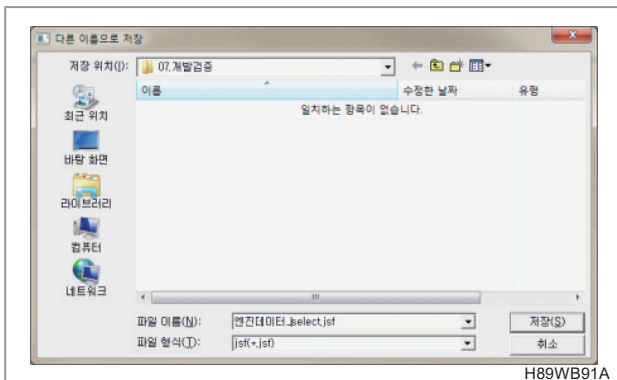 다른 이름으로 저장
저장 위치(I): 07.개발검증
이름 수정한 날짜 유형
일치하는 항목이 없습니다.
최근 위치
바탕 화면
라이브러리
컴퓨터
네트워크
파일 이름(N): 엔진데이터_select.jsf 저장(S)
파일 형식(T): jsf(*.jsf) 취소
H89WB91A